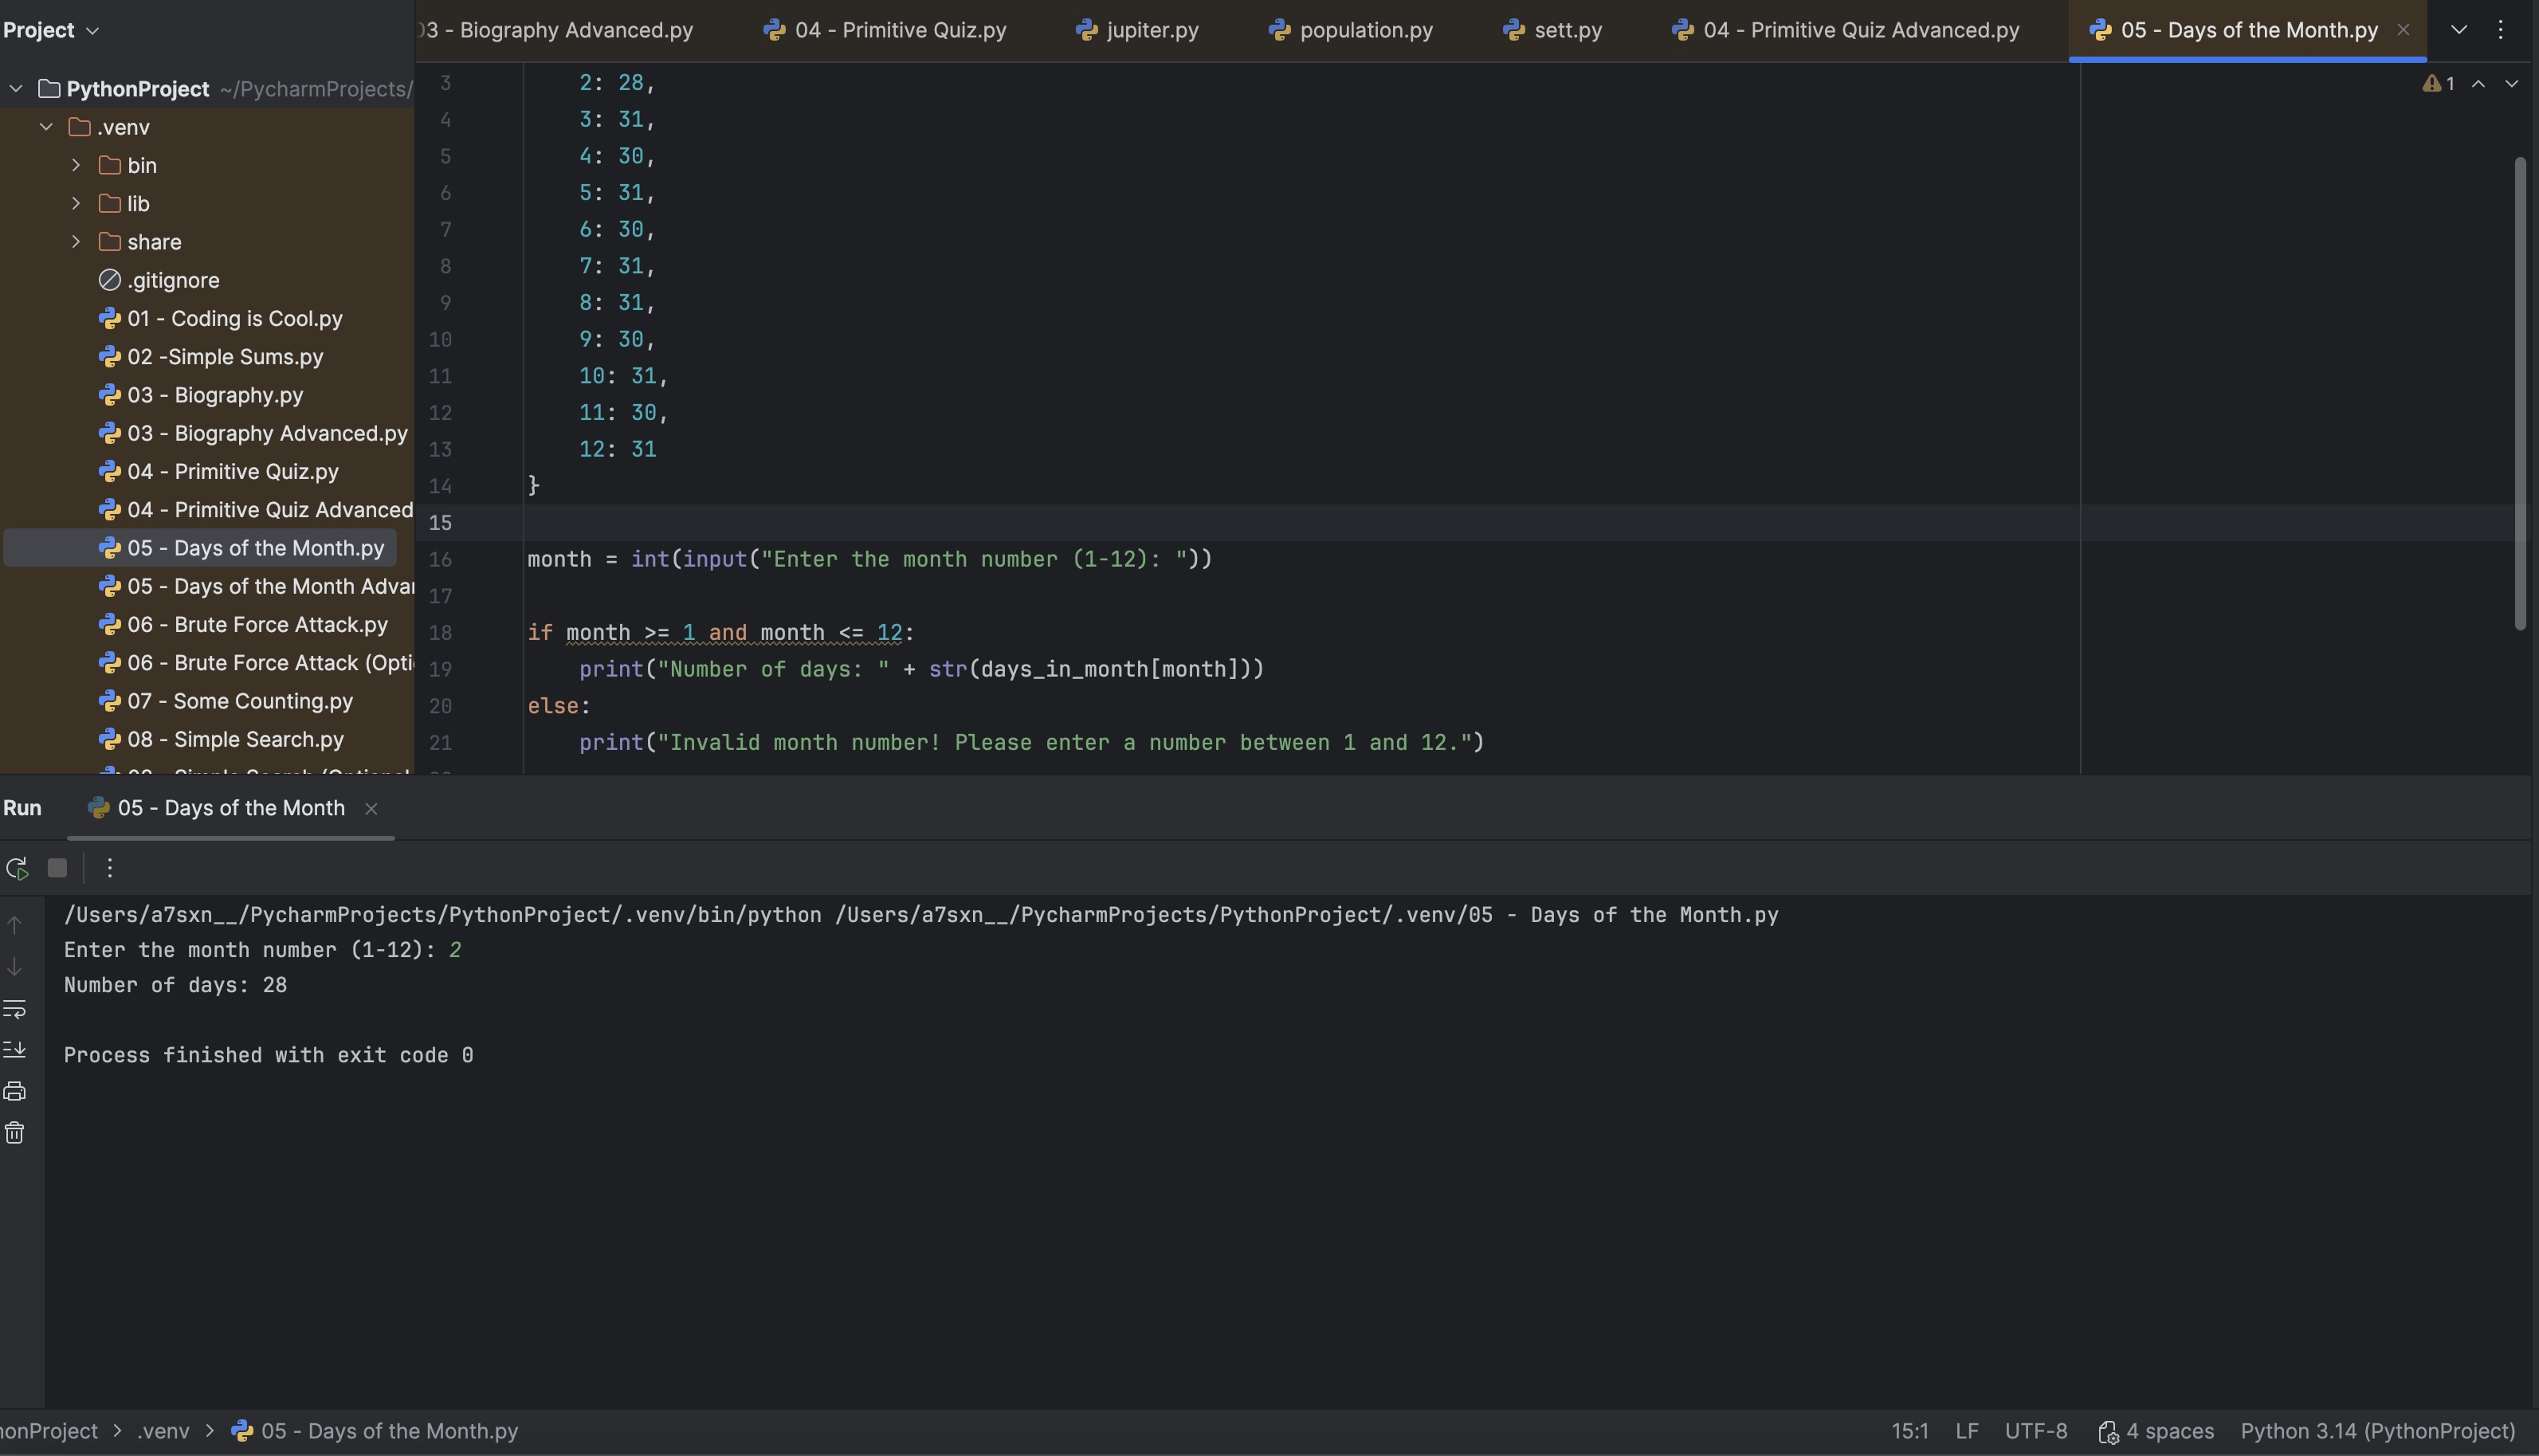 Project
PythonProject ~/PycharmProjects/
.venv
bin
lib
share
.gitignore
01 - Coding is Cool.py
02 -Simple Sums.py
03 - Biography.py
03 - Biography Advanced.py
04 - Primitive Quiz.py
04 - Primitive Quiz Advanced
05 - Days of the Month.py
05 - Days of the Month Advan
06 - Brute Force Attack.py
06 - Brute Force Attack (Opti
07 - Some Counting.py
08 - Simple Search.py
08 - Simple Search (Optional
03 - Biography Advanced.py 04 - Primitive Quiz.py jupiter.py population.py sett.py 04 - Primitive Quiz Advanced.py 05 - Days of the Month.py
1
3 2: 28,
4 3: 31,
5 4: 30,
6 5: 31,
7 6: 30,
8 7: 31,
9 8: 31,
10 9: 30,
11 10: 31,
12 11: 30,
13 12: 31
14 }
15
16 month = int(input("Enter the month number (1-12): "))
17
18 if month >= 1 and month <= 12:
19 print("Number of days: " + str(days_in_month[month]))
20 else:
21 print("Invalid month number! Please enter a number between 1 and 12.")
Run 05 - Days of the Month
/Users/a7sxn__/PycharmProjects/PythonProject/.venv/bin/python /Users/a7sxn__/PycharmProjects/PythonProject/.venv/05 - Days of the Month.py
Enter the month number (1-12): 2
Number of days: 28
Process finished with exit code 0
nonProject > .venv > 05 - Days of the Month.py 15:1 LF UTF-8 4 spaces Python 3.14 (PythonProject)